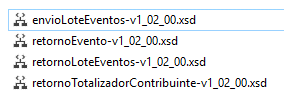 envioLoteEventos-v1_02_00.xsd
retornoEvento-v1_02_00.xsd
retornoLoteEventos-v1_02_00.xsd
retornoTotalizadorContribuinte-v1_02_00.xsd